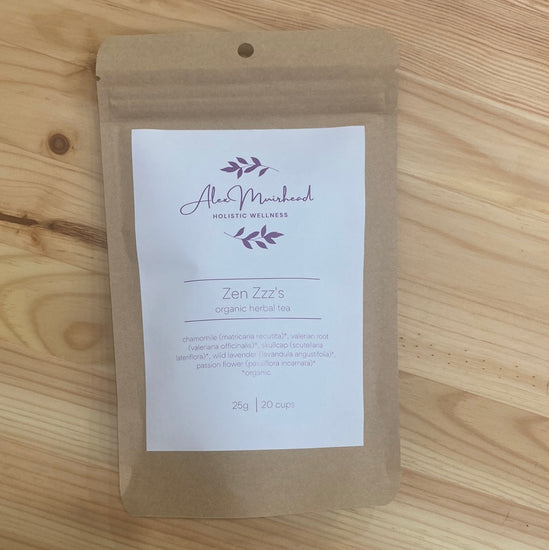 Alex Muirhead
HOLISTIC WELLNESS
Zen Zzz's
organic herbal tea
chamomile (matricaria recutita)*, valerian root
(valeriana officinalis)*, skullcap (scutellaria
lateriflora)*, wild lavender (lavandula angustifolia)*,
passion flower (passiflora incarnata)*
*organic
25g | 20 cups